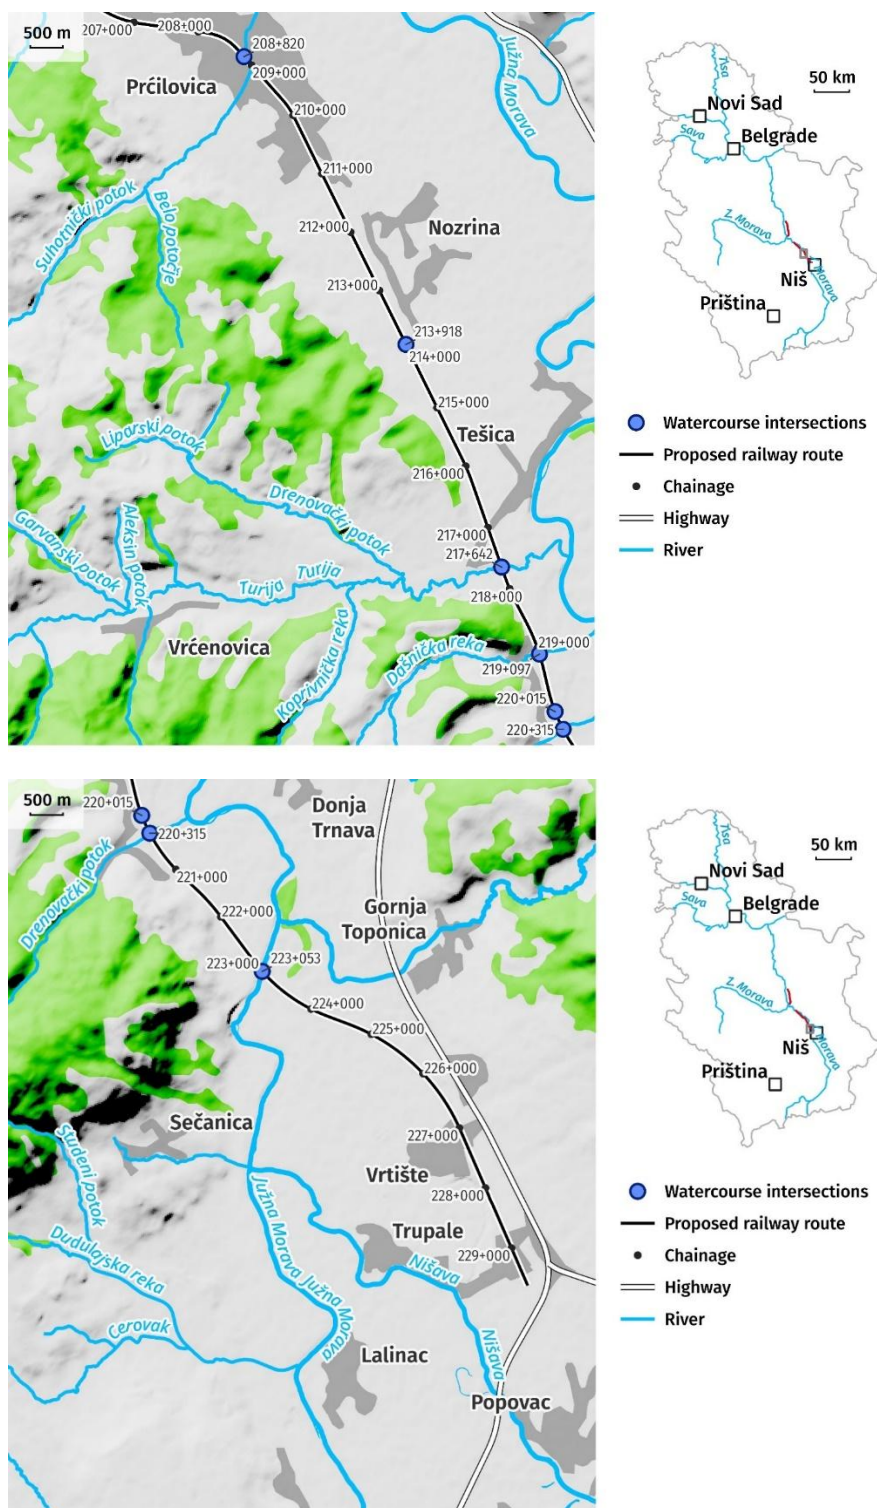 500 m
207+000
208+000
208+820
209+000
Prćilovica
210+000
Južna Morava
211+000
Suhotnički potok
Belo potočje
212+000
Nozrina
213+000
213+918
214+000
215+000
Tešica
Liparski potok
216+000
Drenovački potok
Garvanski potok
Aleksin potok
217+000
217+642
Turija
Turija
218+000
Vrćenovica
Koprivnička reka
Dašnička reka
219+000
219+097
220+015
220+315
50 km
Tisa
Novi Sad
Sava
Belgrade
Z. Morava
Niš
Morava
Priština
Watercourse intersections
Proposed railway route
Chainage
Highway
River
500 m
220+015
220+315
Donja
Trnava
Drenovački potok
221+000
222+000
Gornja
Toponica
223+000
223+053
224+000
225+000
226+000
Sečanica
227+000
Studeni potok
Vrtište
228+000
Južna Morava
Južna Morava
Trupale
229+000
Dudulajska reka
Nišava
Cerovak
Lalinac
Nišava
Popovac
50 km
Tisa
Novi Sad
Sava
Belgrade
Z. Morava
Niš
Morava
Priština
Watercourse intersections
Proposed railway route
Chainage
Highway
River